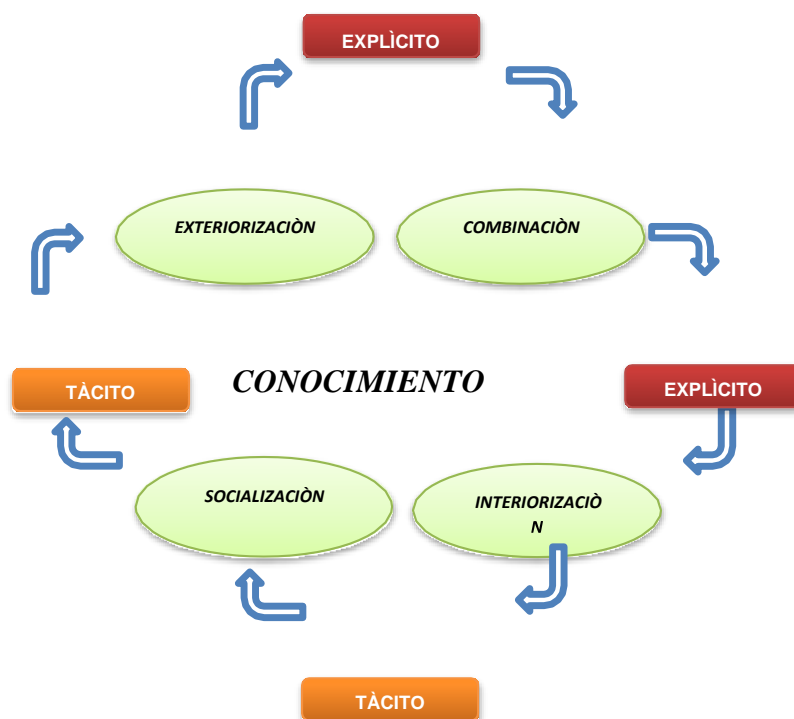 EXPLÌCITO
EXTERIORIZACIÒN
COMBINACIÒN
TÀCITO
CONOCIMIENTO
EXPLÌCITO
SOCIALIZACIÒN
INTERIORIZACIÒ
N
TÀCITO